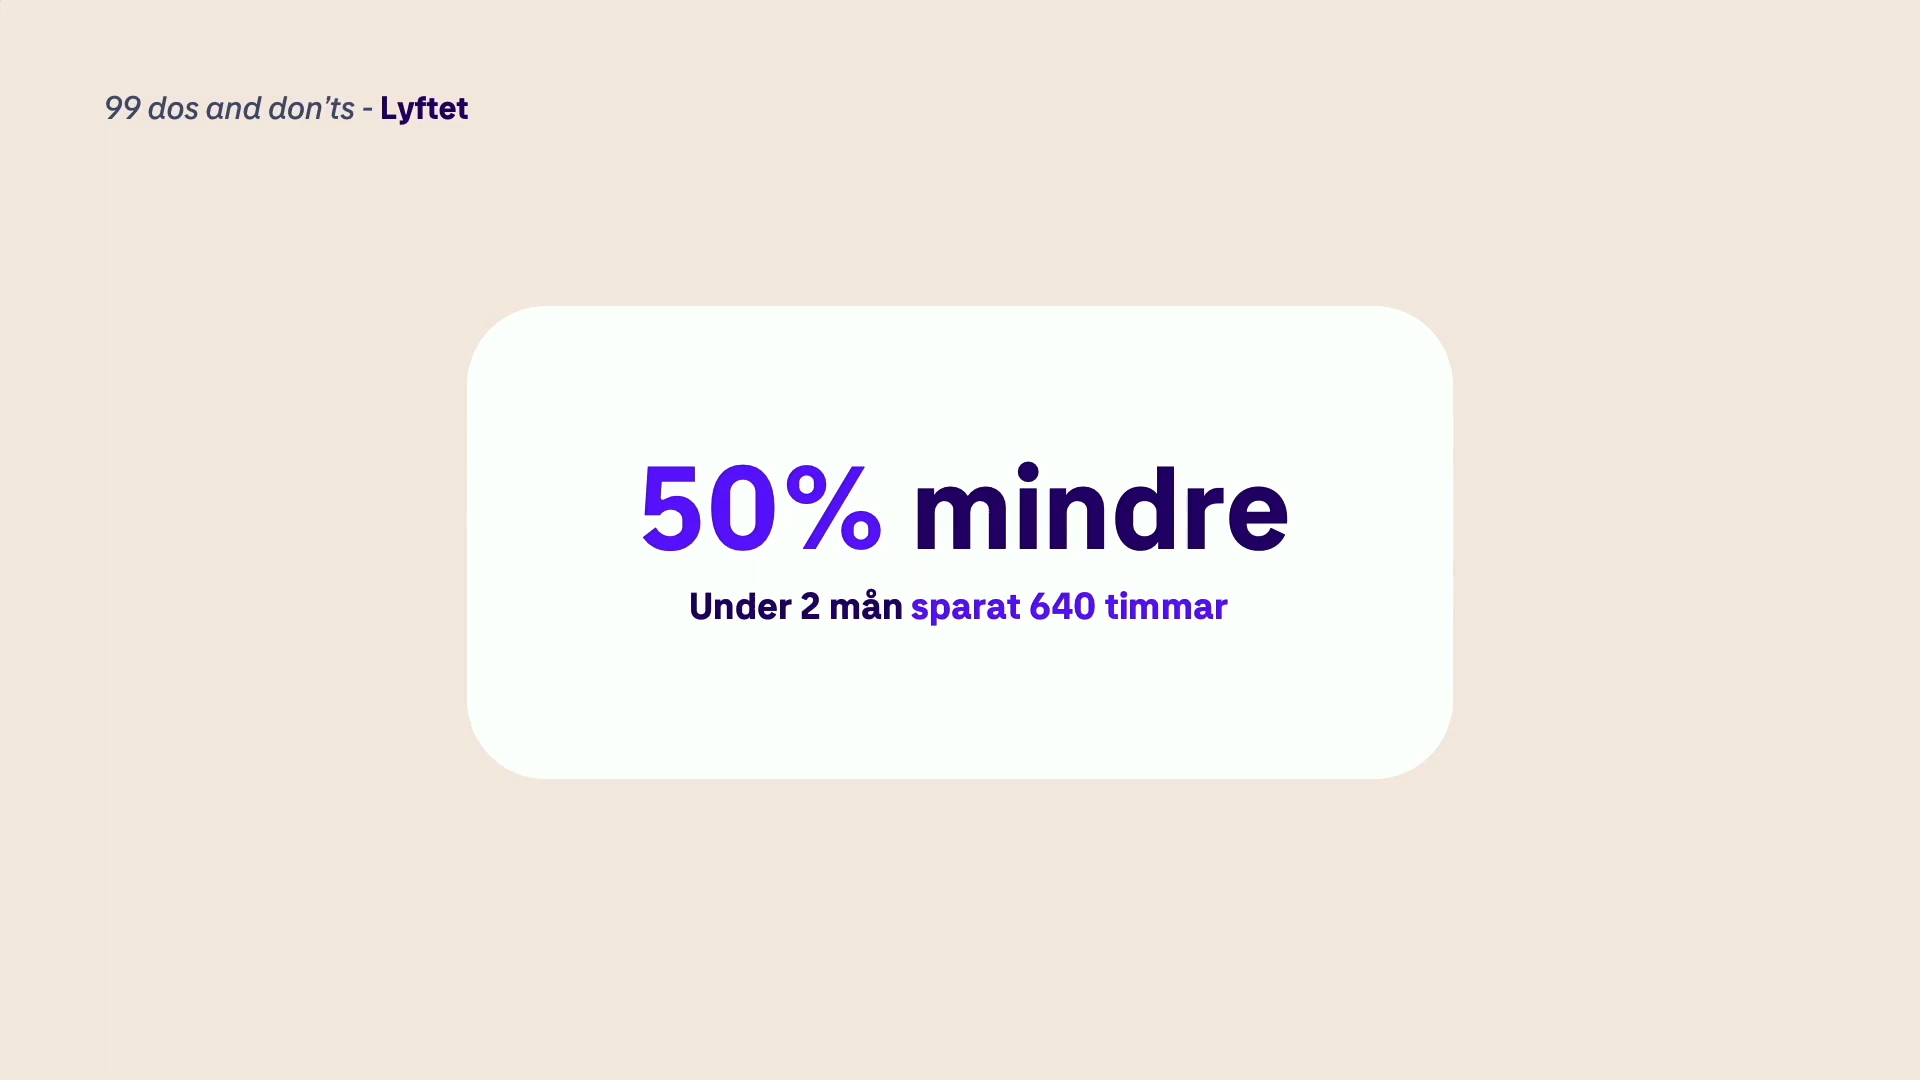 99 dos and don’ts - Lyftet
50% mindre
Under 2 mån sparat 640 timmar